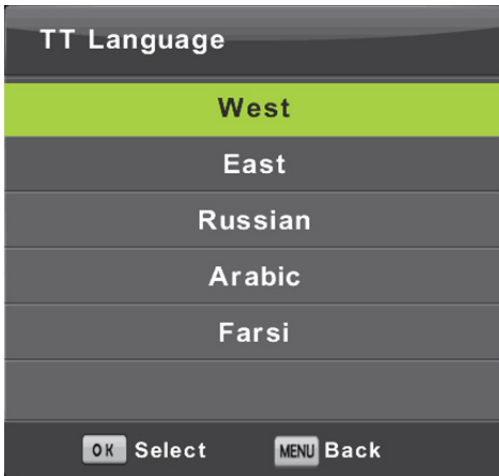 TT Language
West
East
Russian
Arabic
Farsi
OK Select MENU Back